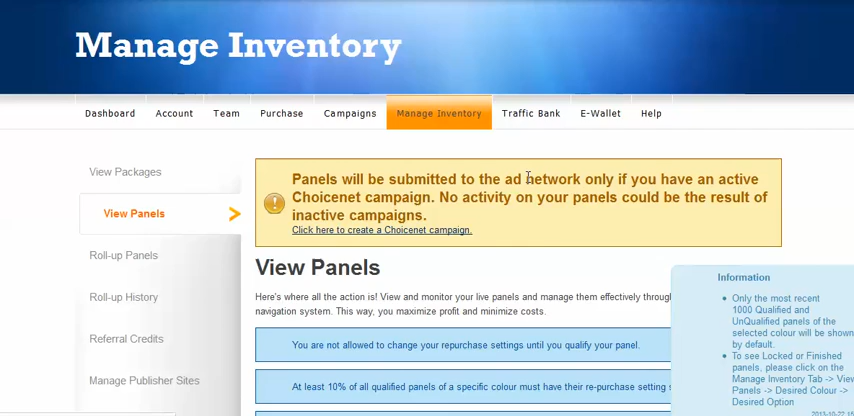 Manage Inventory
Dashboard Account Team Purchase Campaigns Manage Inventory Traffic Bank E-Wallet Help
View Packages
View Panels
Roll-up Panels
Roll-up History
Referral Credits
Manage Publisher Sites
Panels will be submitted to the ad network only if you have an active
Choicenet campaign. No activity on your panels could be the result of
inactive campaigns.
Click here to create a Choicenet campaign.
View Panels
Here's where all the action is! View and monitor your live panels and manage them effectively through
navigation system. This way, you maximize profit and minimize costs.
You are not allowed to change your repurchase settings until you qualify your panel.
At least 10% of all qualified panels of a specific colour must have their re-purchase setting
Information
Only the most recent
1000 Qualified and
UnQualified panels of the
selected colour will be shown
by default.
To see Locked or Finished
panels, please click on the
Manage Inventory Tab -> View
Panels -> Desired Colour ->
Desired Option